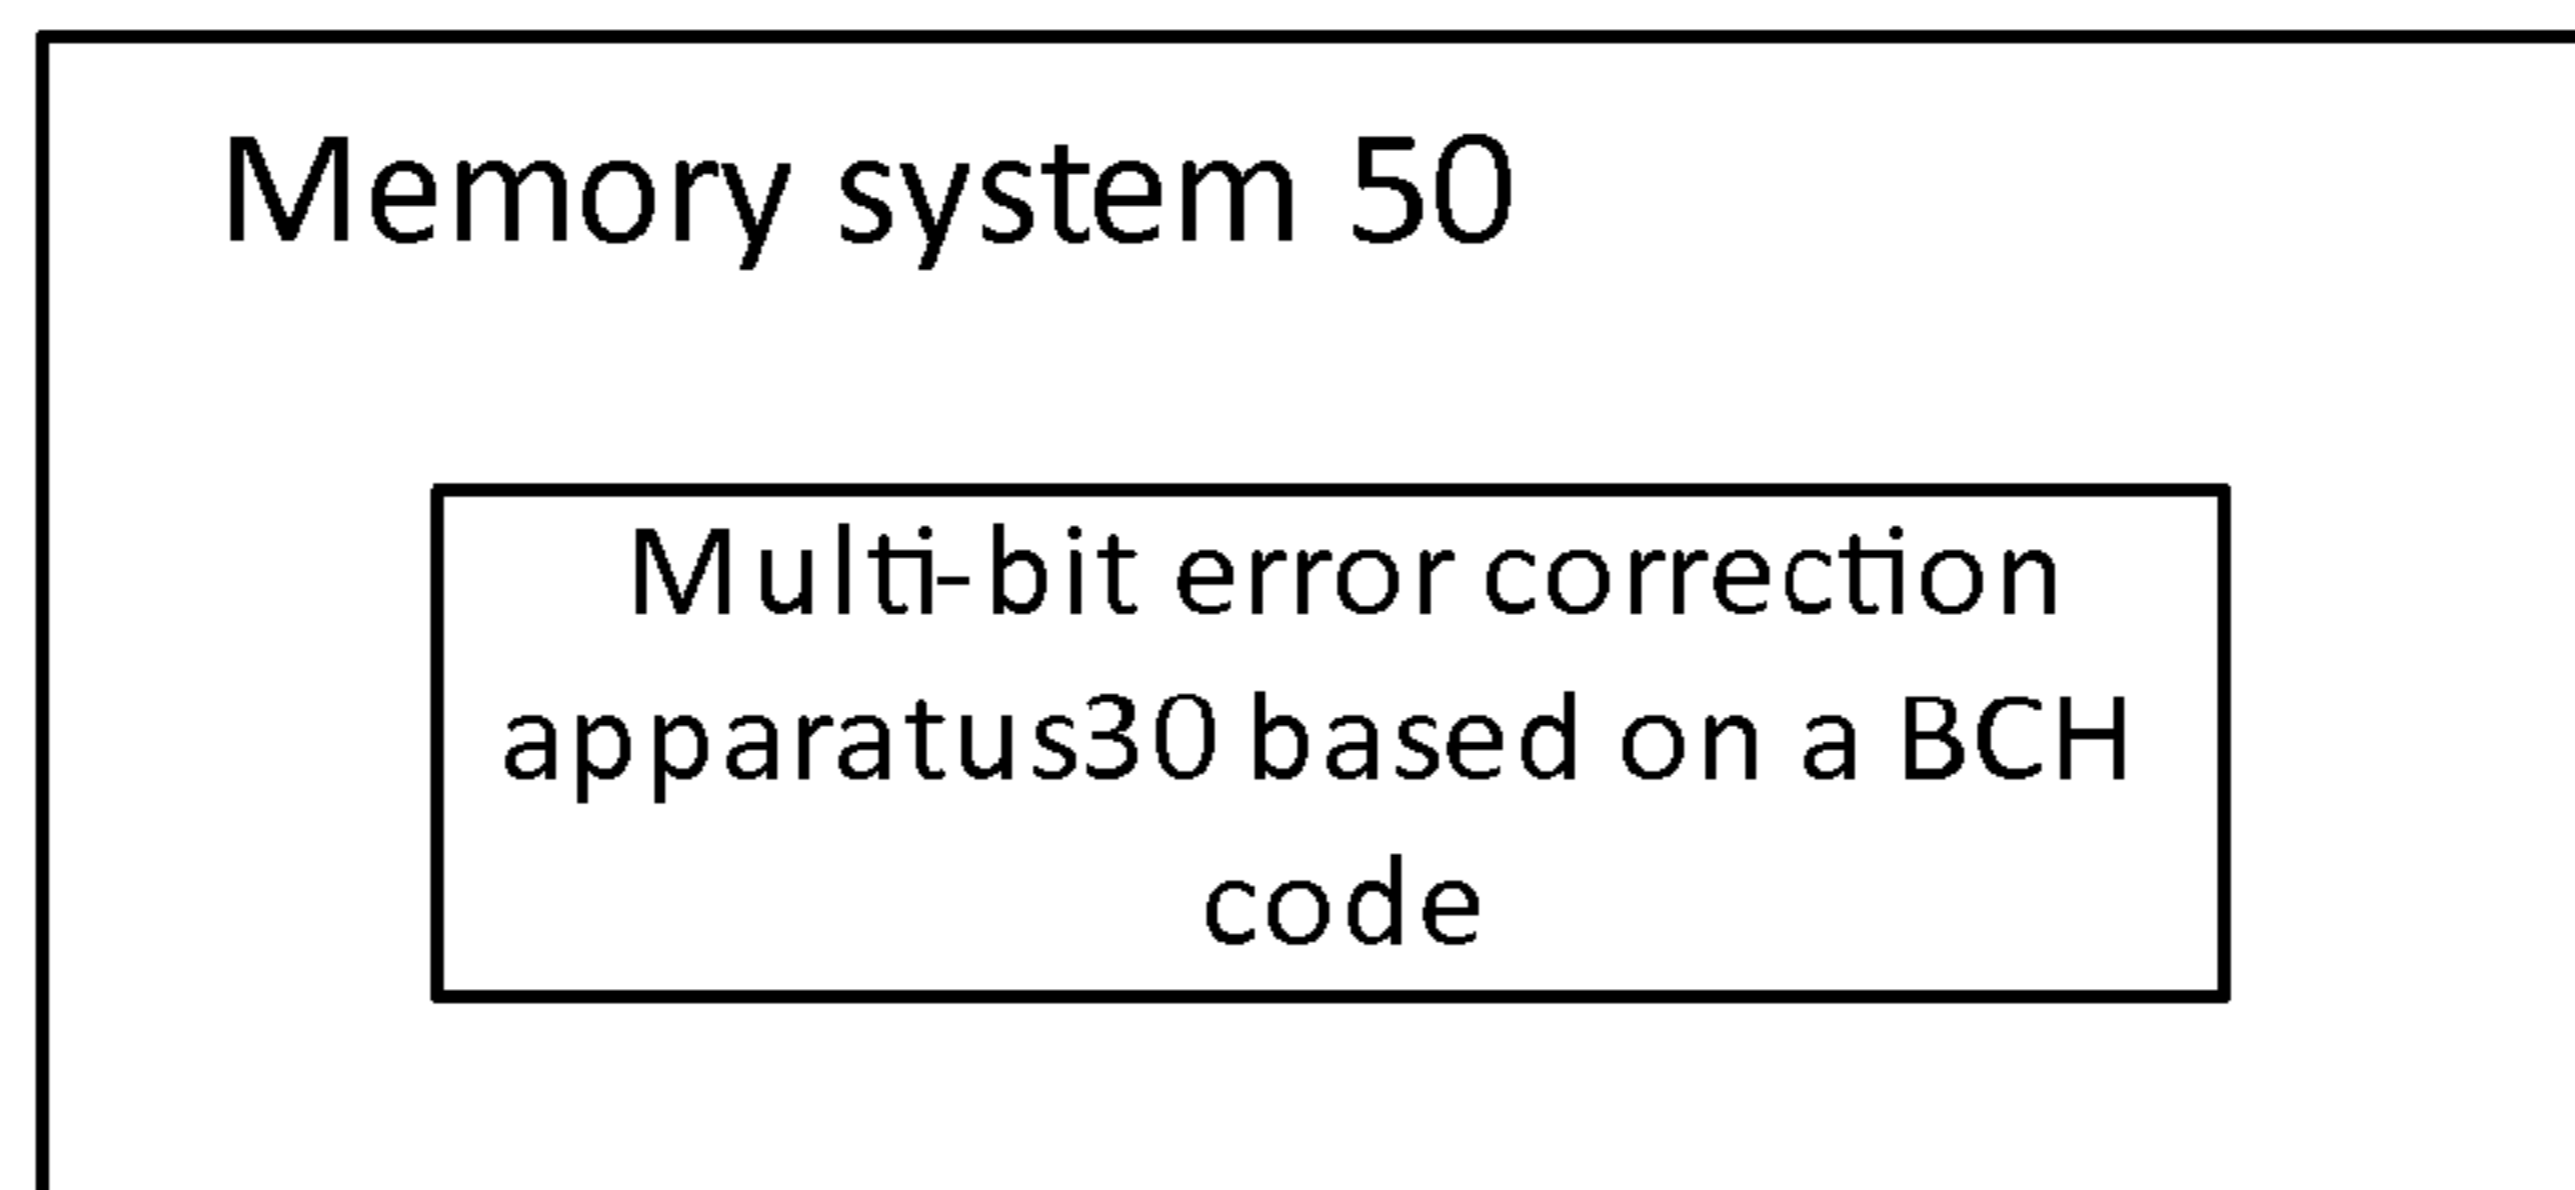 Memory system 50
Multi-bit error correction
apparatus30 based on a BCH
code